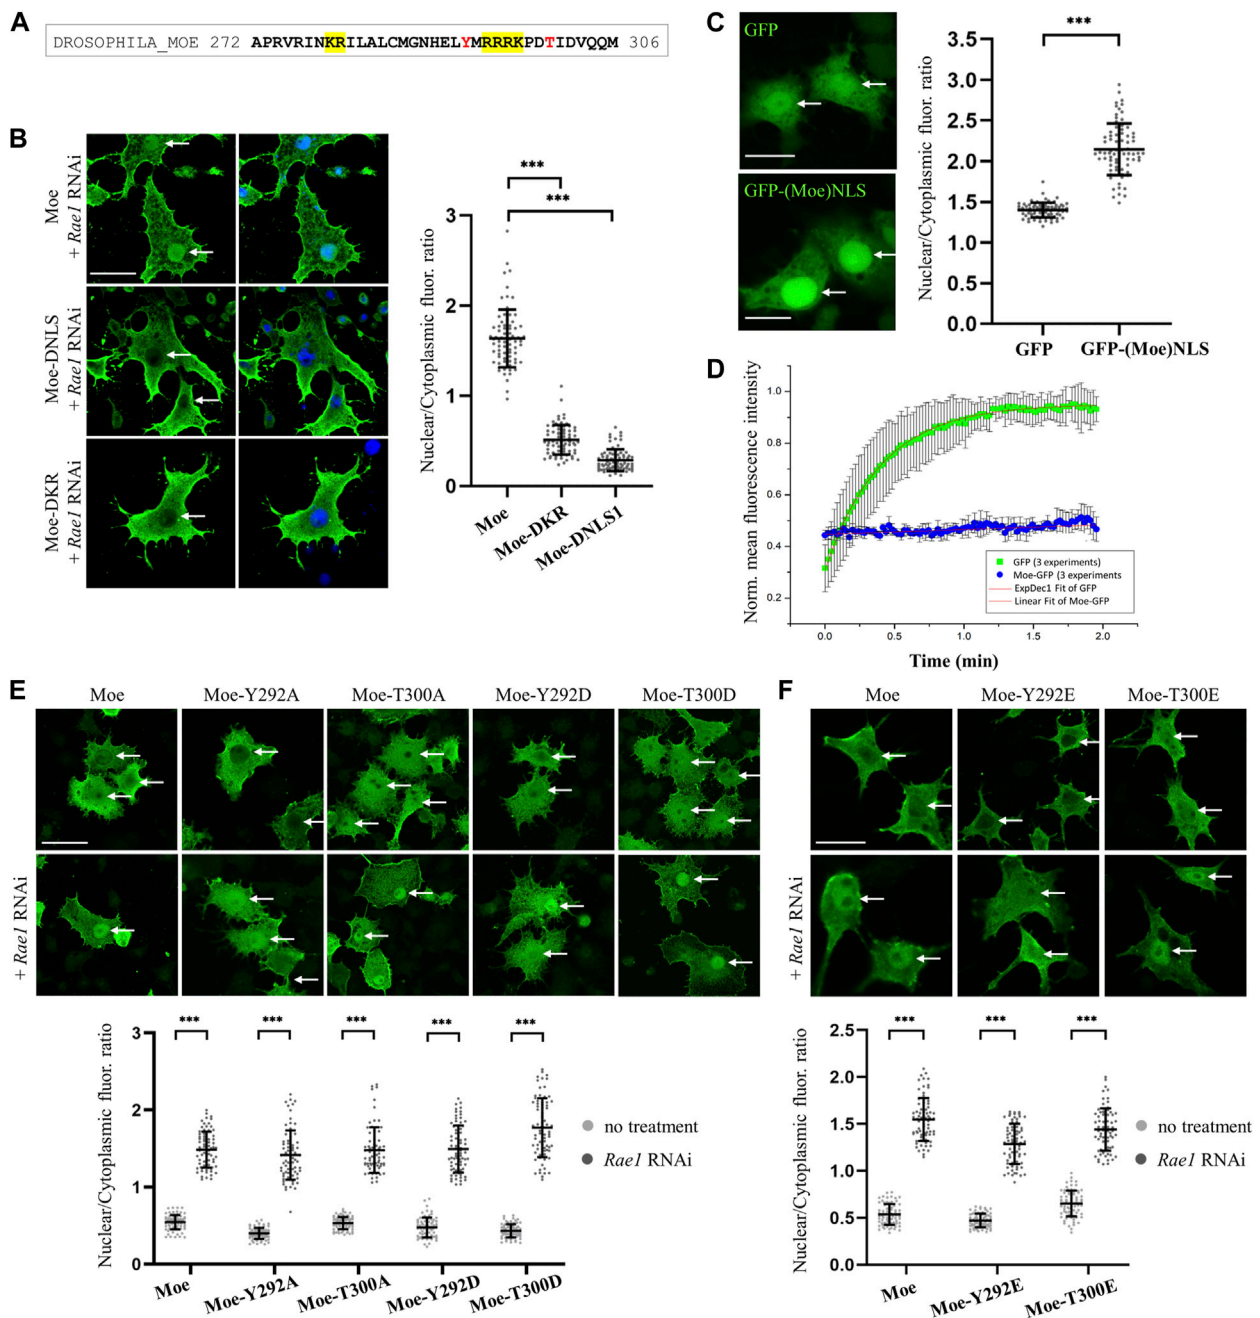 A
DROSOPHILA_MOE 272 APRVRINKRILALCMGNHELYMRRRKPDTIDVQQM 306
B
Moe
+ Rae1 RNAi
Moe-DNLS
+ Rae1 RNAi
Moe-DKR
+ Rae1 RNAi
Nuclear/Cytoplasmic fluor. ratio
3
2
1
0
***
***
Moe
Moe-DKR
Moe-DNLS1
C
GFP
GFP-(Moe)NLS
Nuclear/Cytoplasmic fluor. ratio
***
3.5
3.0
2.5
2.0
1.5
1.0
0.0
GFP
GFP-(Moe)NLS
D
Norm. mean fluorescence intensity
1.0
0.8
0.6
0.4
0.2
GFP (3 experiments)
Moe-GFP (3 experiments
ExpDec1 Fit of GFP
Linear Fit of Moe-GFP
0.0 0.5 1.0 1.5 2.0
Time (min)
E
Moe Moe-Y292A Moe-T300A Moe-Y292D Moe-T300D
+ Rae1 RNAi
Nuclear/Cytoplasmic fluor. ratio
3
2
1
0
*** *** *** *** ***
no treatment
Rae1 RNAi
Moe Moe-Y292A Moe-T300A Moe-Y292D Moe-T300D
F
Moe Moe-Y292E Moe-T300E
+ Rae1 RNAi
Nuclear/Cytoplasmic fluor. ratio
2.5
2.0
1.5
1.0
0.5
0.0
*** *** ***
no treatment
Rae1 RNAi
Moe Moe-Y292E Moe-T300E